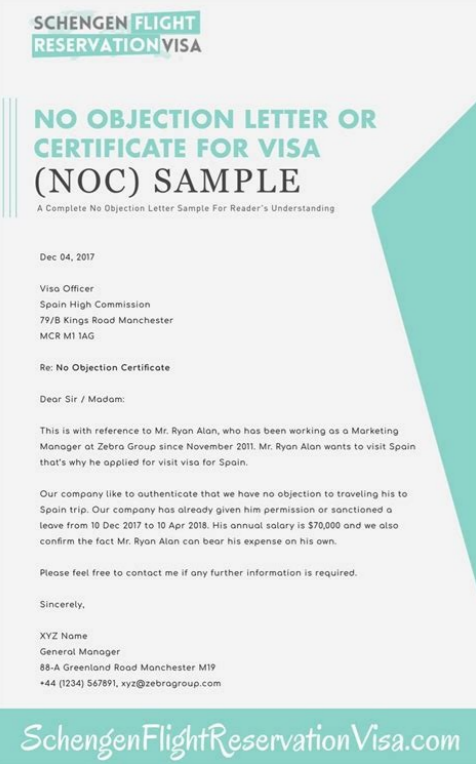 SCHENGEN FLIGHT
RESERVATION VISA
NO OBJECTION LETTER OR
CERTIFICATE FOR VISA
(NOC) SAMPLE
A Complete No Objection Letter Sample For Reader's Understanding
Dec 04, 2017
Visa Officer
Spain High Commission
79/B Kings Road Manchester
MCR M1 1AG
Re: No Objection Certificate
Dear Sir / Madam:
This is with reference to Mr. Ryan Alan, who has been working as a Marketing
Manager at Zebra Group since November 2011. Mr. Ryan Alan wants to visit Spain
that's why he applied for visit visa for Spain.
Our company like to authenticate that we have no objection to traveling his to
Spain trip. Our company has already given him permission or sanctioned a
leave from 10 Dec 2017 to 10 Apr 2018. His annual salary is $70,000 and we also
confirm the fact Mr. Ryan Alan can bear his expense on his own.
Please feel free to contact me if any further information is required.
Sincerely,
XYZ Name
General Manager
88-A Greenland Road Manchester M19
+44 (1234) 567891, xyz@zebragroup.com
SchengenFlightReservationVisa.com